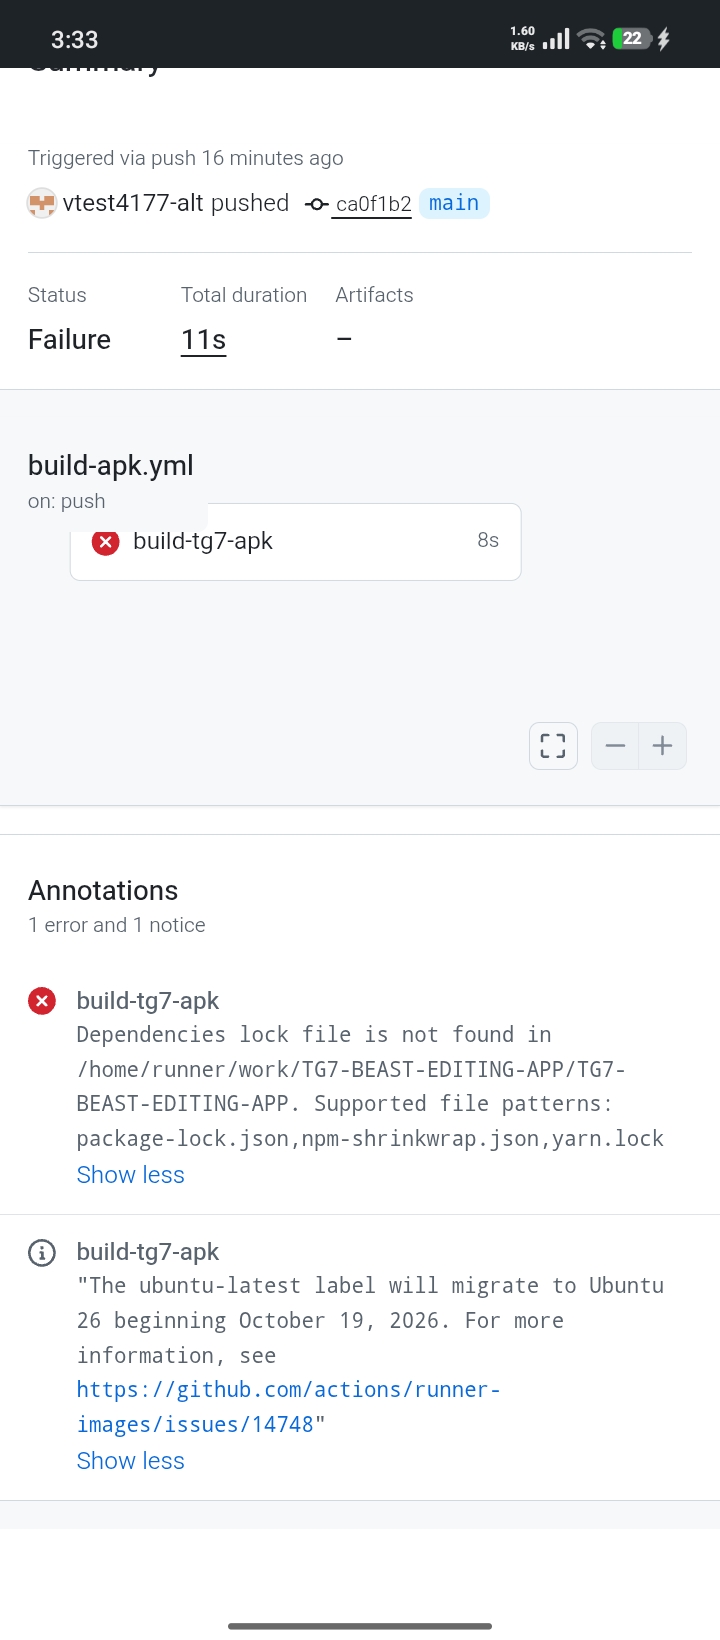 3:33
1.60
KB/s
22
Summary
Triggered via push 16 minutes ago
vtest4177-alt pushed ca0f1b2 main
Status Total duration Artifacts
Failure 11s –
build-apk.yml
on: push
build-tg7-apk 8s
Annotations
1 error and 1 notice
build-tg7-apk
Dependencies lock file is not found in
/home/runner/work/TG7-BEAST-EDITING-APP/TG7-
BEAST-EDITING-APP. Supported file patterns:
package-lock.json,npm-shrinkwrap.json,yarn.lock
Show less
build-tg7-apk
"The ubuntu-latest label will migrate to Ubuntu
26 beginning October 19, 2026. For more
information, see
https://github.com/actions/runner-
images/issues/14748"
Show less